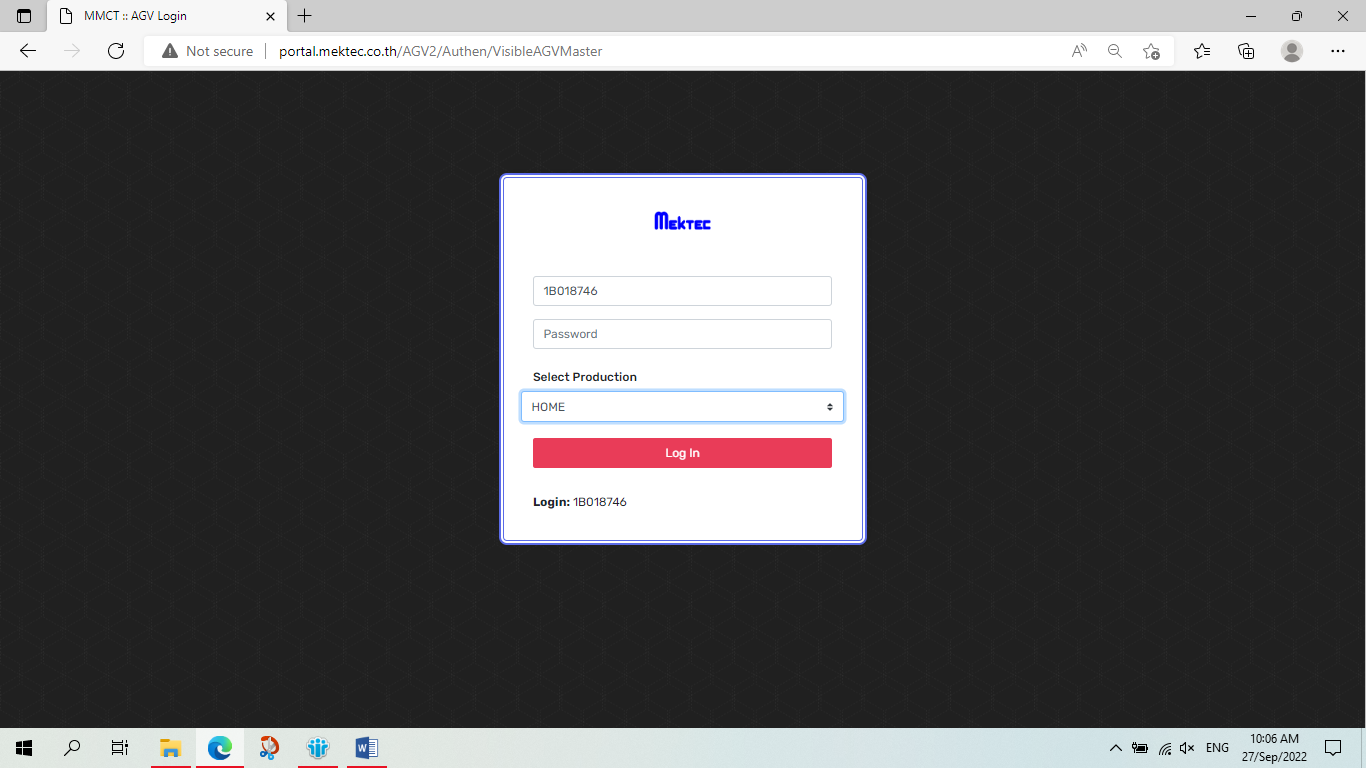 MMCT :: AGV Login
Not secure
portal.mektec.co.th/AGV2/Authen/VisibleAGVMaster
MEKTEC
1B018746
Password
Select Production
HOME
Log In
Login: 1B018746
ENG
10:06 AM
27/Sep/2022